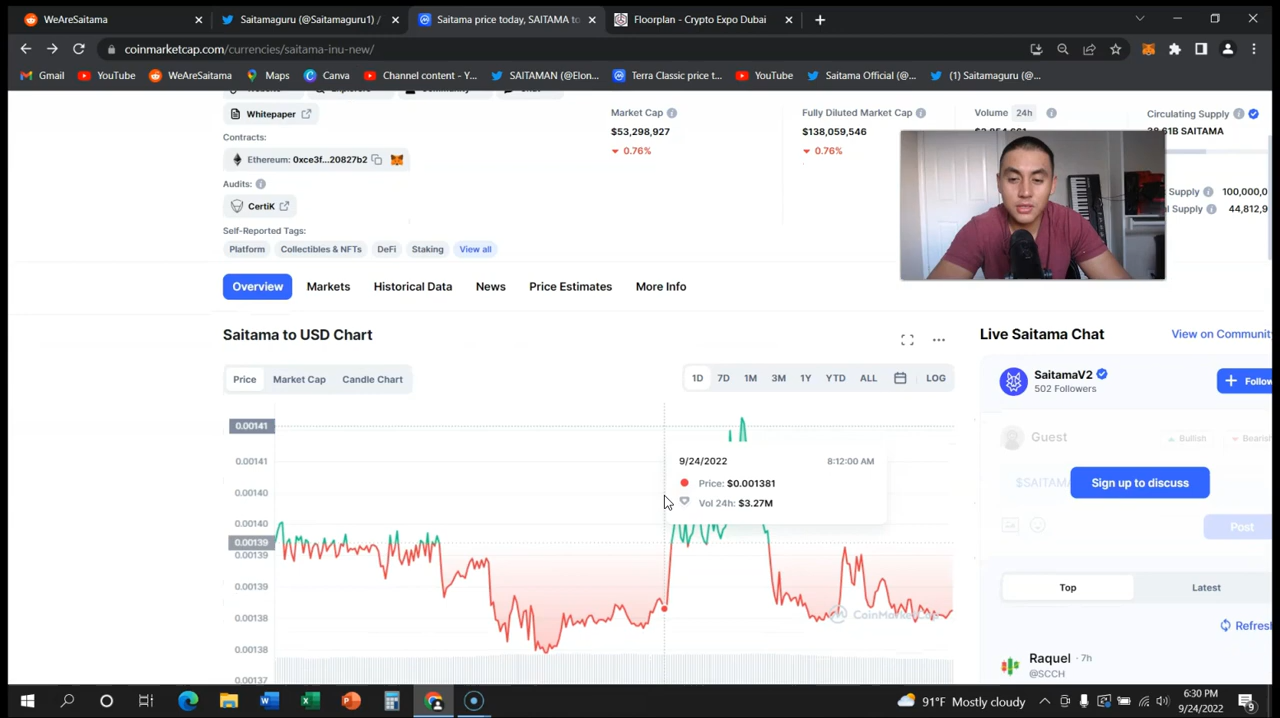 WeAreSaitama
Saitamaguru (@Saitamaguru1) /
Saitama price today, SAITAMA to
Floorplan - Crypto Expo Dubai
coinmarketcap.com/currencies/saitama-inu-new/
Gmail
YouTube
WeAreSaitama
Maps
Canva
Channel content - Y...
SAITAMAN (@Elon...
Terra Classic price t...
YouTube
Saitama Official (@...
(1) Saitamaguru (@...
Whitepaper
Contracts:
Ethereum: 0xce3f...20827b2
Audits:
CertiK
Self-Reported Tags:
Platform
Collectibles & NFTs
DeFi
Staking
View all
Market Cap
$53,298,927
0.76%
Fully Diluted Market Cap
$138,059,546
0.76%
Volume 24h
Circulating Supply
SAITAMA
Supply 100,000,0
Supply 44,812,9
Overview
Markets
Historical Data
News
Price Estimates
More Info
Saitama to USD Chart
Price
Market Cap
Candle Chart
1D
7D
1M
3M
1Y
YTD
ALL
LOG
0.00141
0.00141
0.00140
0.00140
0.00139
0.00139
0.00139
0.00138
0.00138
0.00137
9/24/2022 8:12:00 AM
Price: $0.001381
Vol 24h: $3.27M
CoinMarketCap
Live Saitama Chat
View on Communit
SaitamaV2
502 Followers
+ Follow
Guest
Bullish
Bearish
$SAITAM
Sign up to discuss
Post
Top
Latest
Refresh
Raquel · 7h
@SCCH
91°F Mostly cloudy
6:30 PM
9/24/2022
9